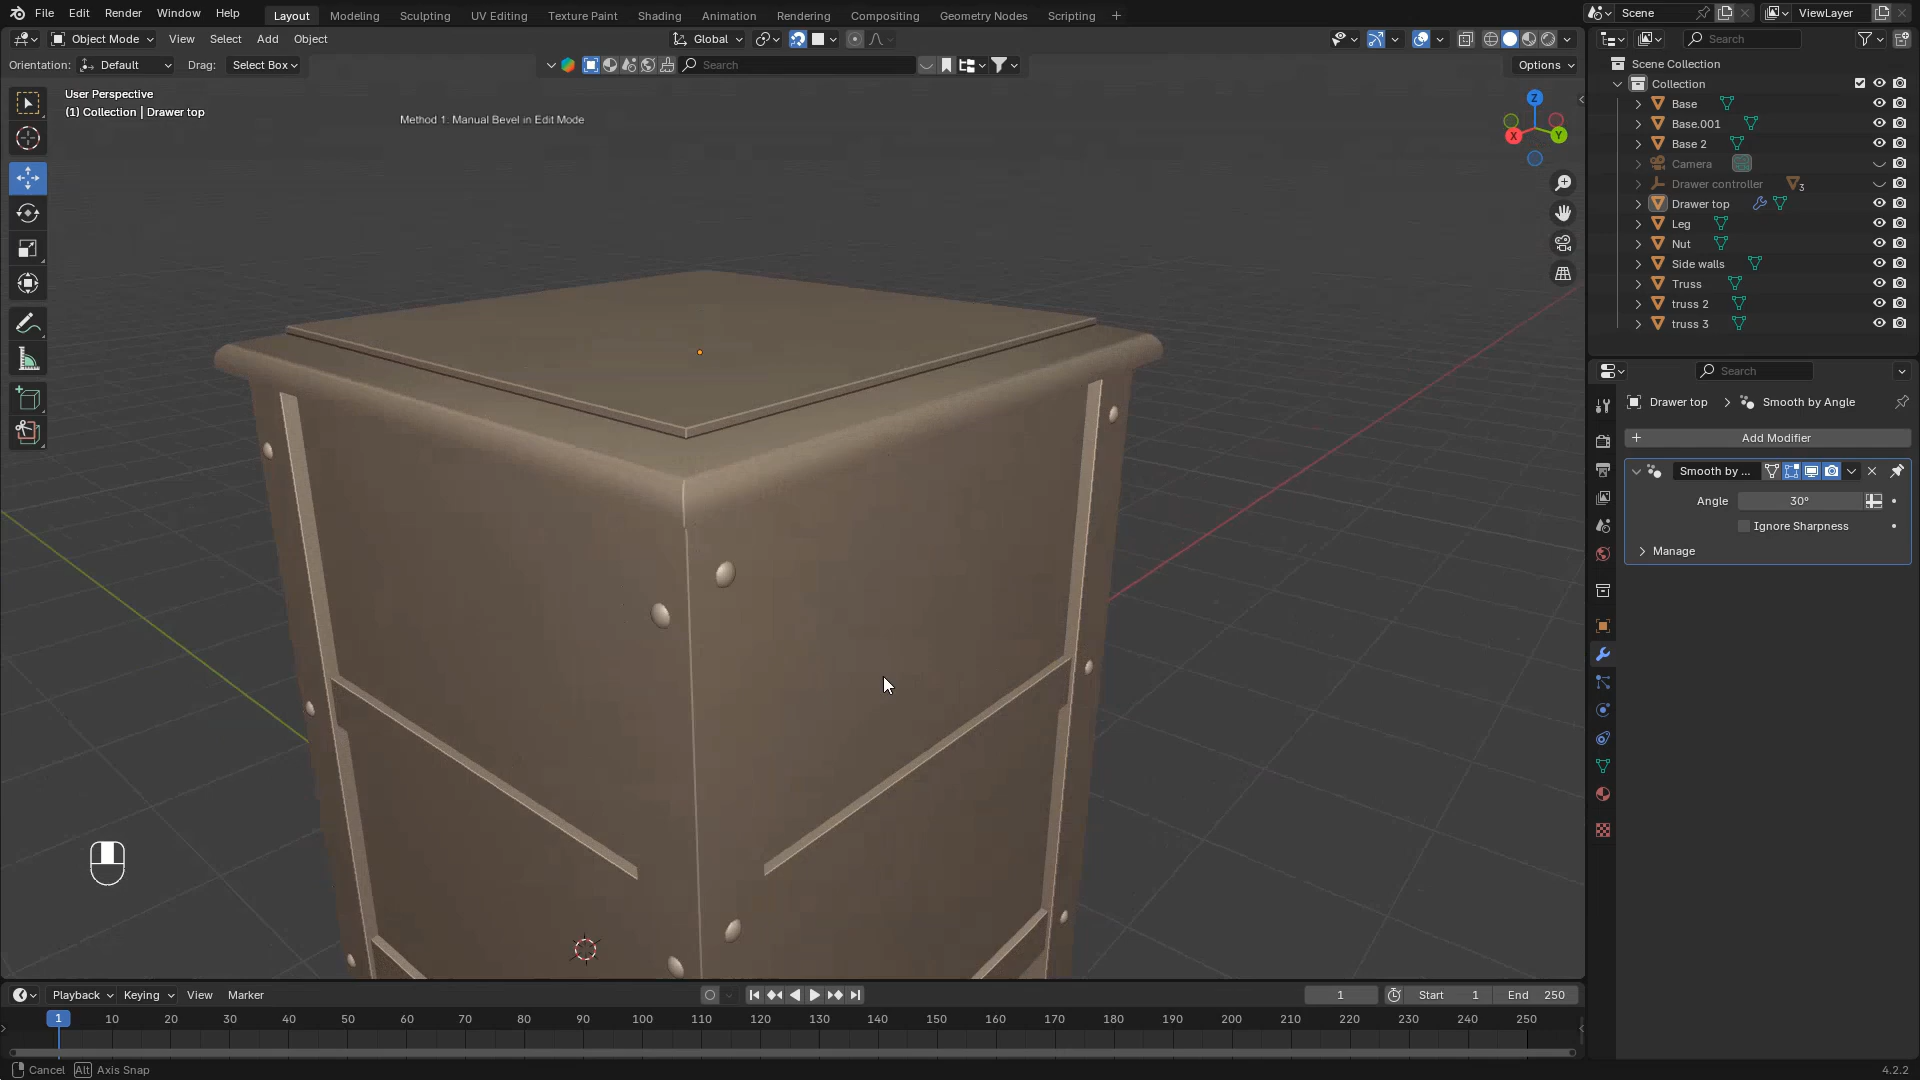 File Edit Render Window Help Layout Modeling Sculpting UV Editing Texture Paint Shading Animation Rendering Compositing Geometry Nodes Scripting + Scene ViewLayer
Object Mode View Select Add Object Global Search
Orientation: Default Drag: Select Box Search Options
Scene Collection
Collection
Base
Base.001
Base 2
Camera
Drawer controller 3
Drawer top
Leg
Nut
Side walls
Truss
truss 2
truss 3
User Perspective
(1) Collection | Drawer top
Method 1. Manual Bevel in Edit Mode
Z
X
Y
Search
Drawer top > Smooth by Angle
+ Add Modifier
Smooth by ...
Angle 30°
Ignore Sharpness
Manage
Playback Keying View Marker 1 Start 1 End 250
1 10 20 30 40 50 60 70 80 90 100 110 120 130 140 150 160 170 180 190 200 210 220 230 240 250
Cancel Alt Axis Snap 4.2.2